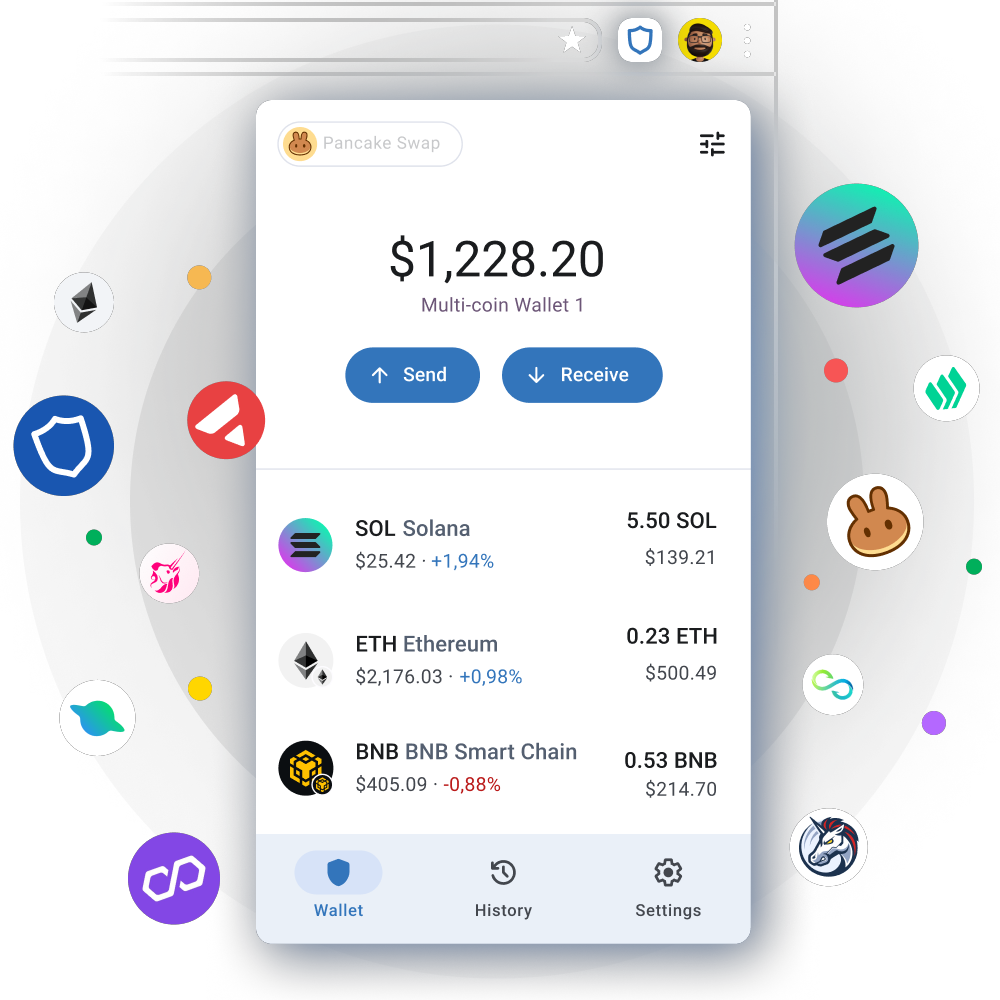 Pancake Swap
$1,228.20
Multi-coin Wallet 1
Send
Receive
SOL Solana
5.50 SOL
$25.42 · +1,94%
$139.21
ETH Ethereum
0.23 ETH
$2,176.03 · +0,98%
$500.49
BNB BNB Smart Chain
0.53 BNB
$405.09 · -0,88%
$214.70
Wallet
History
Settings